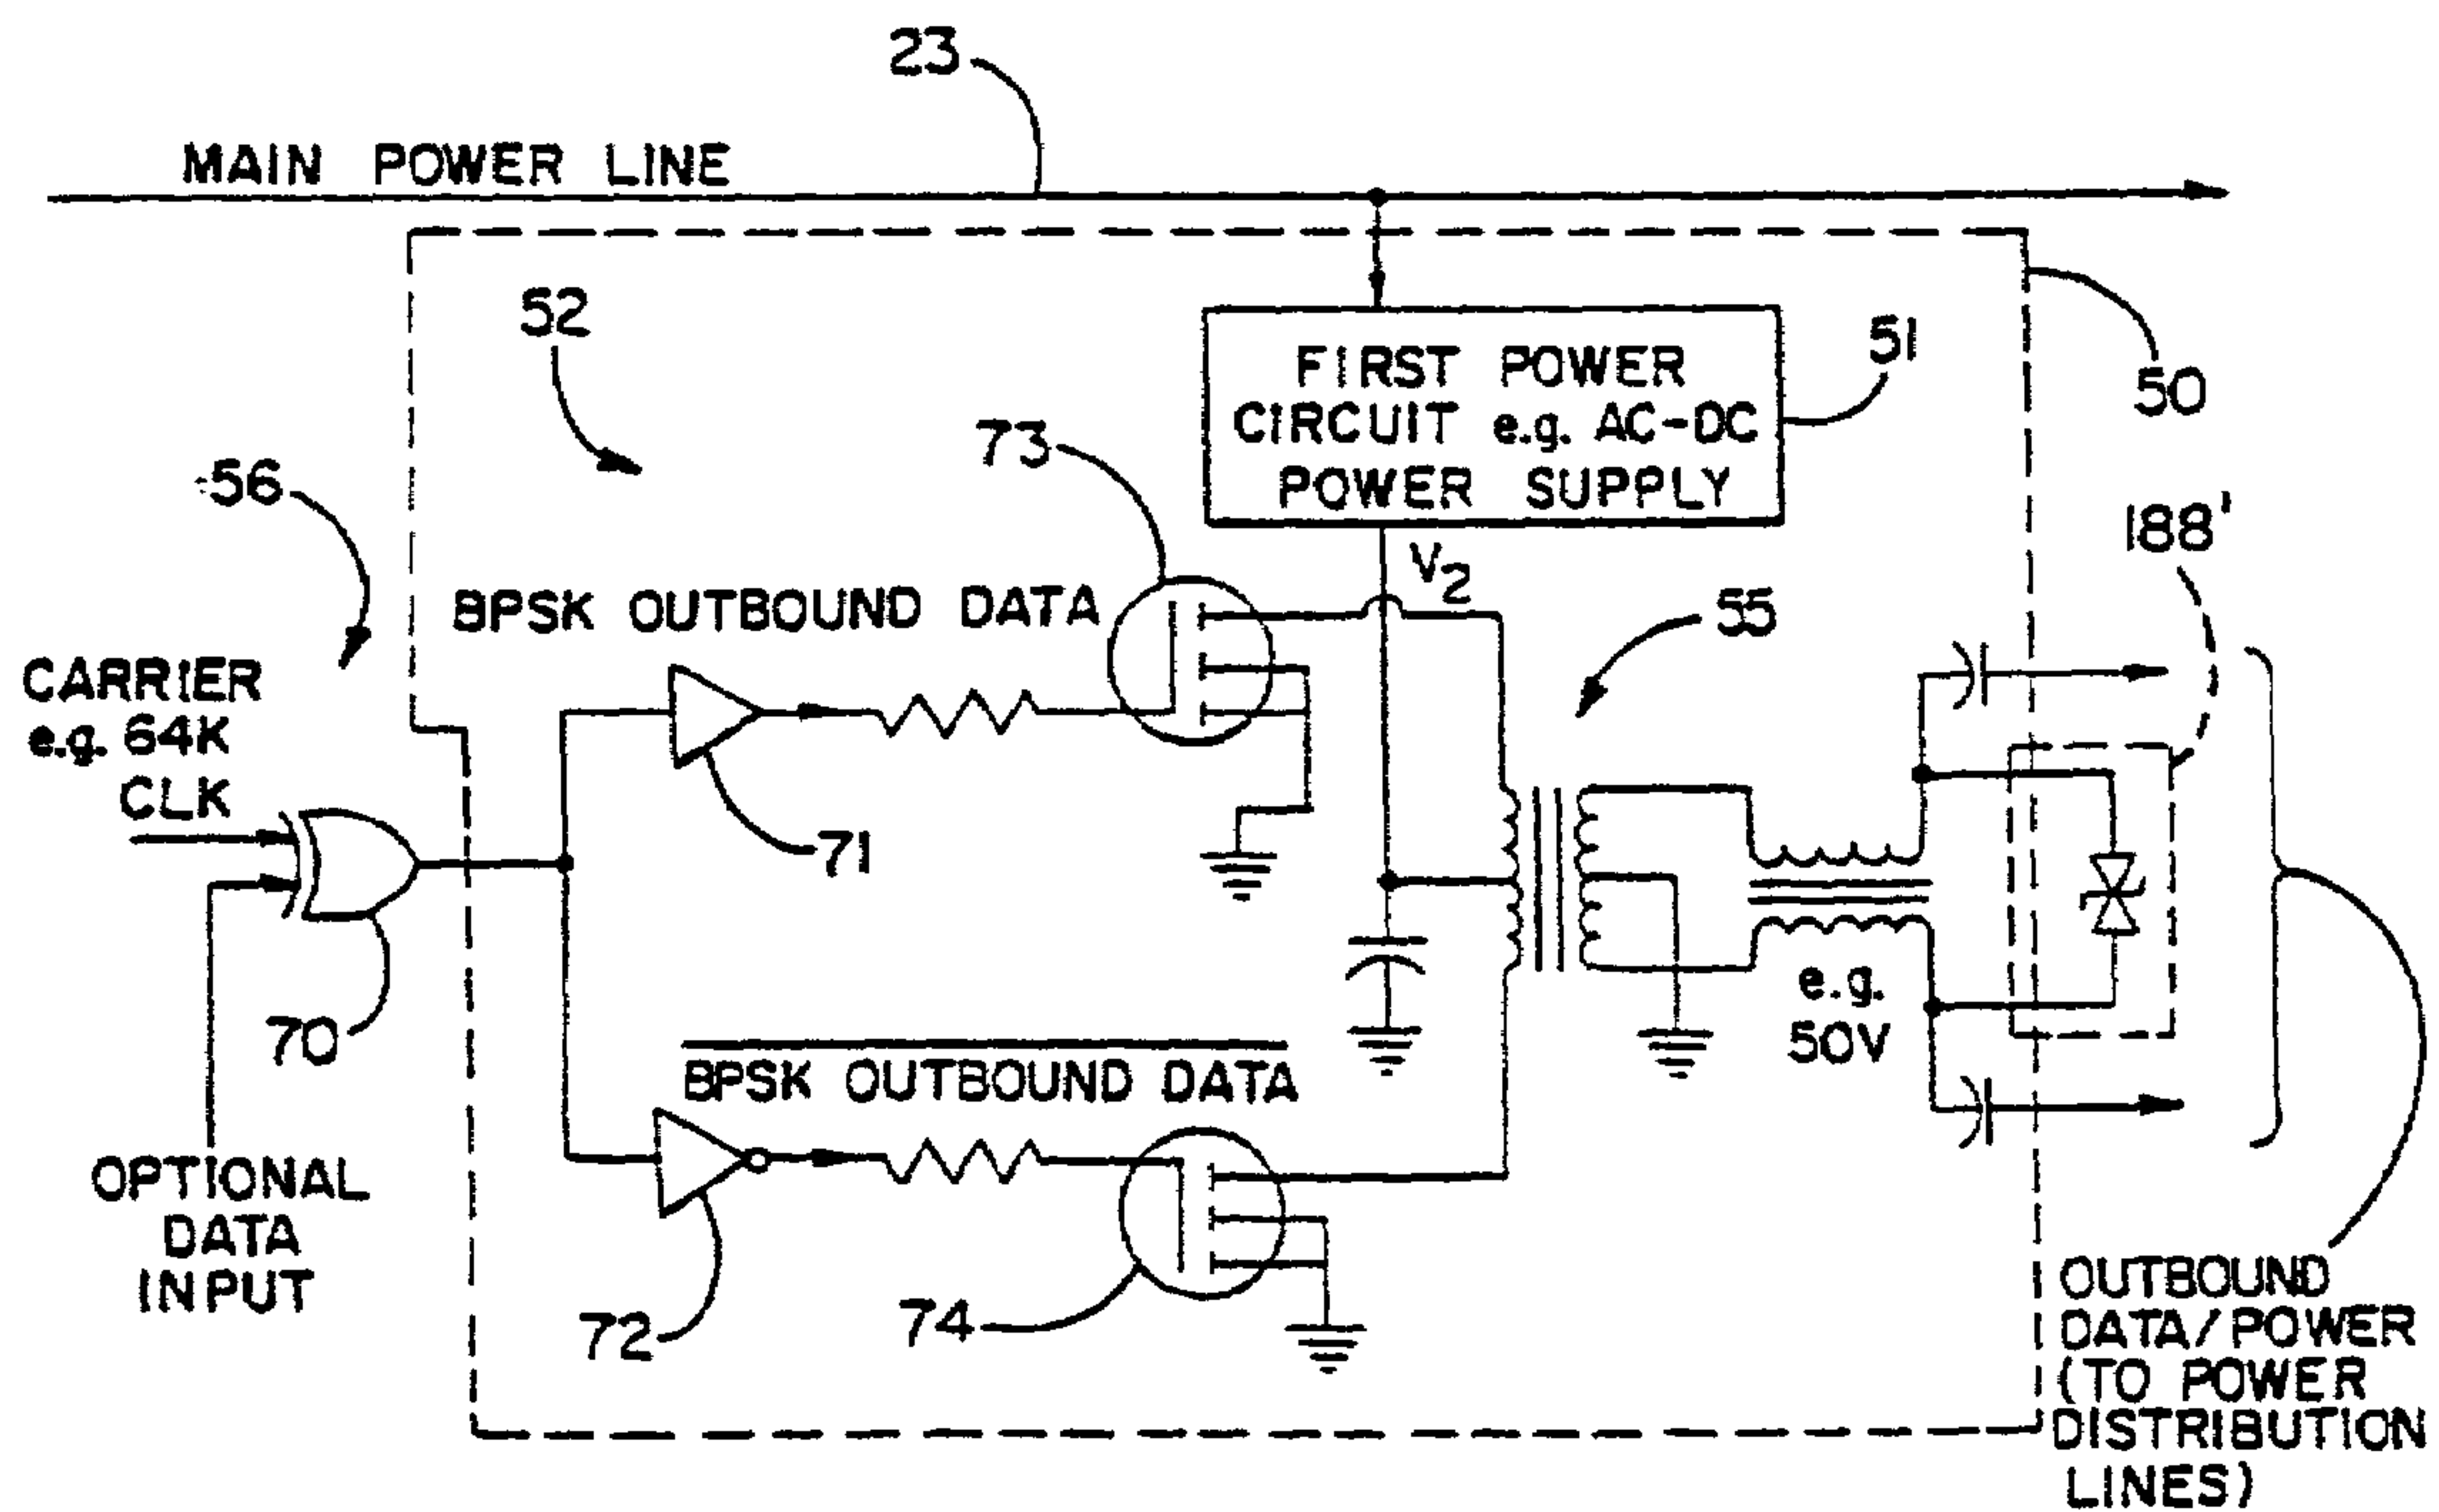 23
MAIN POWER LINE
52
FIRST POWER
CIRCUIT e.g. AC-DC
POWER SUPPLY
51
50
73
56
188'
V2
BPSK OUTBOUND DATA
55
CARRIER
e.g. 64K
CLK
71
70
e.g.
50V
BPSK OUTBOUND DATA
OPTIONAL
DATA
INPUT
72
74
OUTBOUND
DATA/POWER
(TO POWER
DISTRIBUTION
LINES)